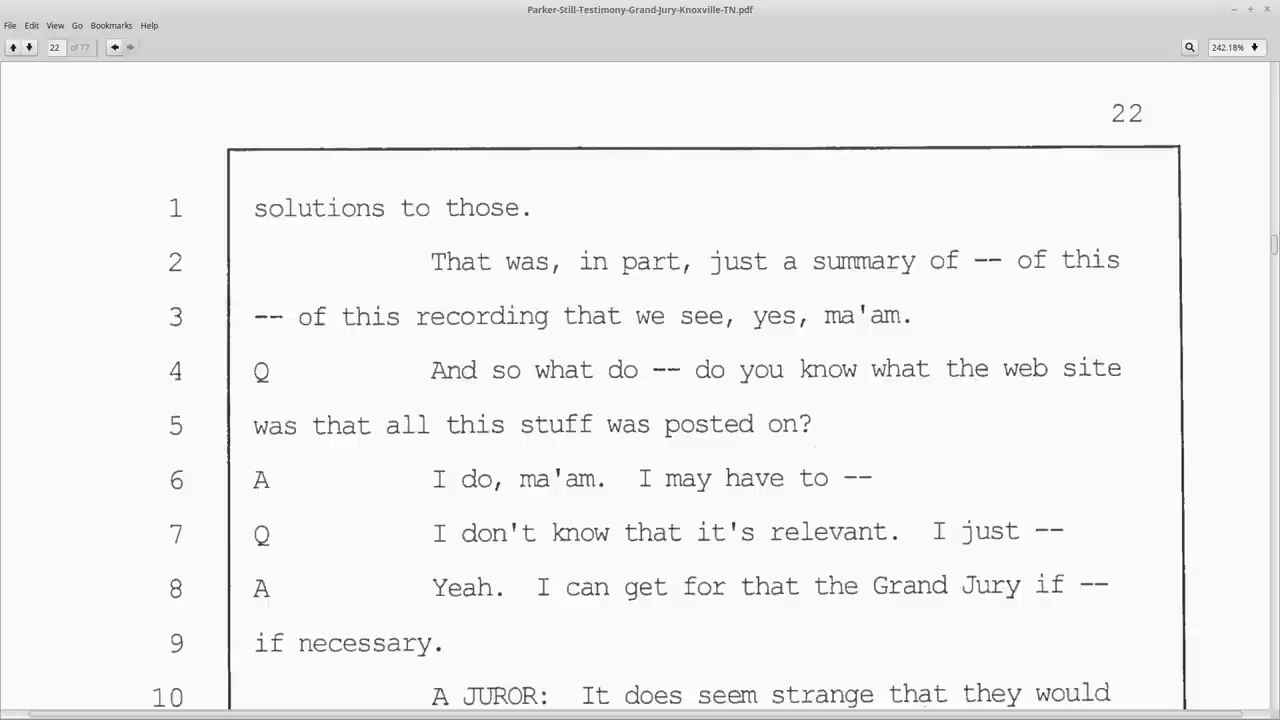 Parker-Still-Testimony-Grand-Jury-Knoxville-TN.pdf
File Edit View Go Bookmarks Help
22 of 77 242.18%
22
1 solutions to those.
2 That was, in part, just a summary of -- of this
3 -- of this recording that we see, yes, ma'am.
4 Q And so what do -- do you know what the web site
5 was that all this stuff was posted on?
6 A I do, ma'am. I may have to --
7 Q I don't know that it's relevant. I just --
8 A Yeah. I can get for that the Grand Jury if --
9 if necessary.
10 A JUROR: It does seem strange that they would